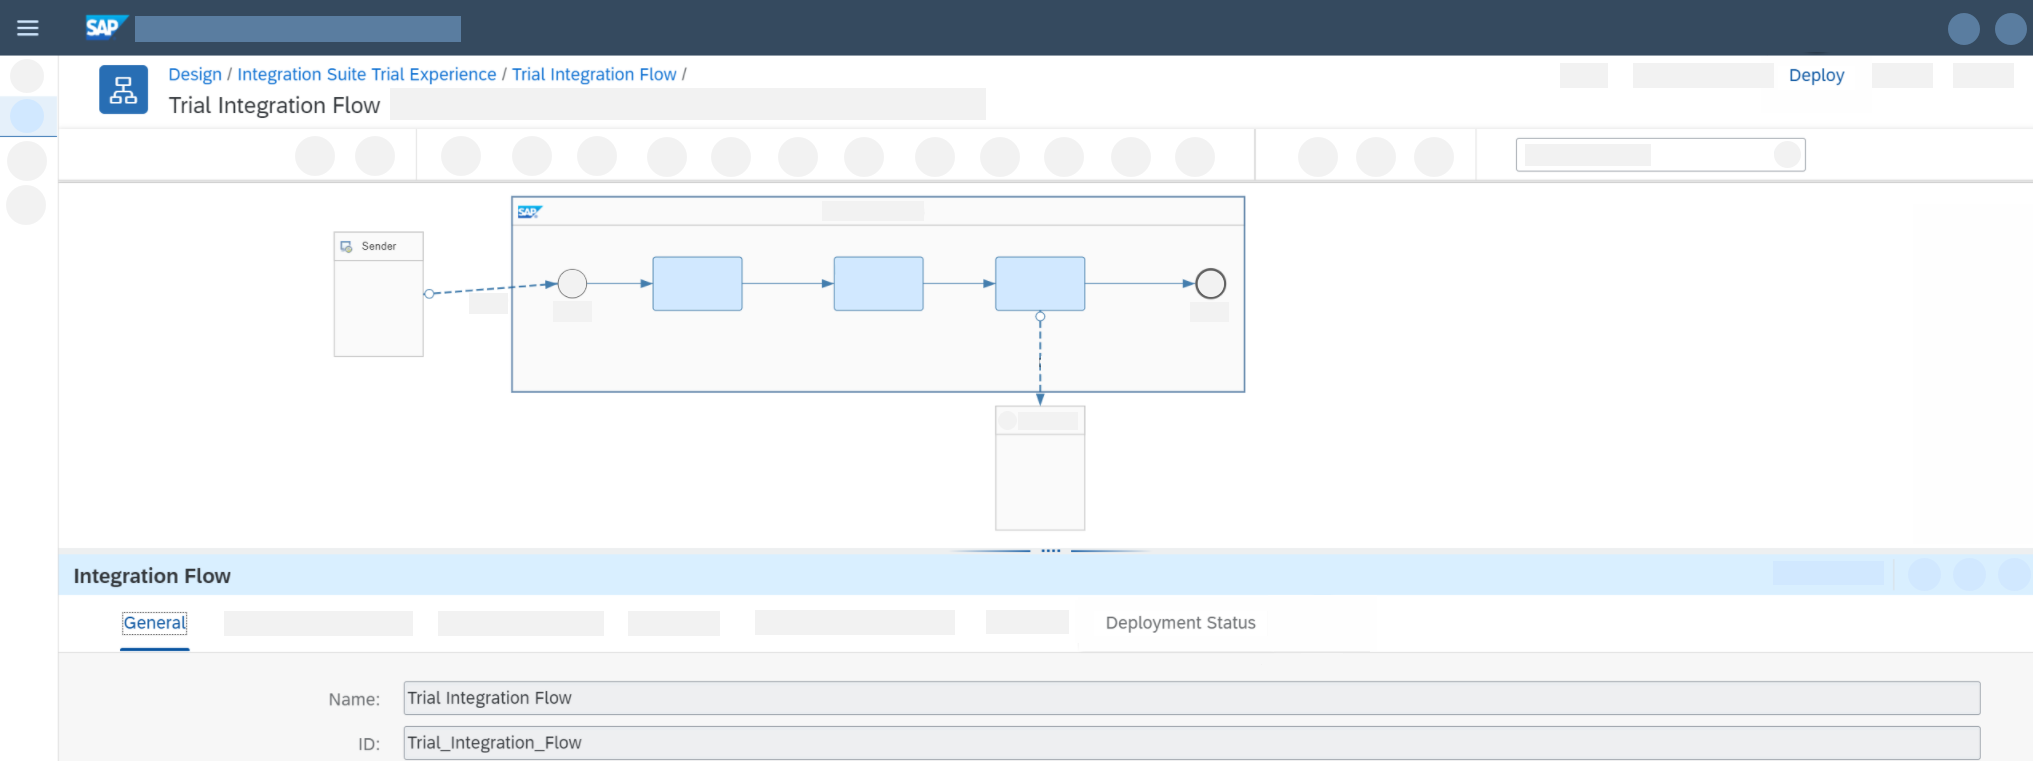 SAP
Design / Integration Suite Trial Experience / Trial Integration Flow /
Trial Integration Flow
Deploy
SAP
Sender
Integration Flow
General
Deployment Status
Name: Trial Integration Flow
ID: Trial_Integration_Flow